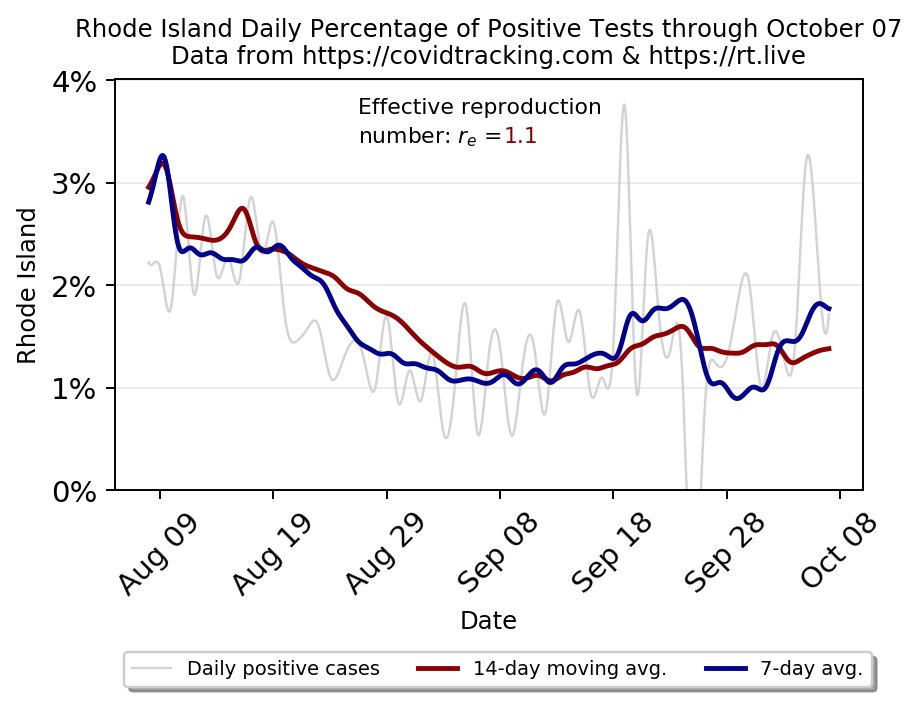 Rhode Island Daily Percentage of Positive Tests through October 07
Data from https://covidtracking.com & https://rt.live
Effective reproduction
number: rₑ =1.1
4%
3%
2%
1%
0%
Rhode Island
Aug 09
Aug 19
Aug 29
Sep 08
Sep 18
Sep 28
Oct 08
Date
Daily positive cases
14-day moving avg.
7-day avg.